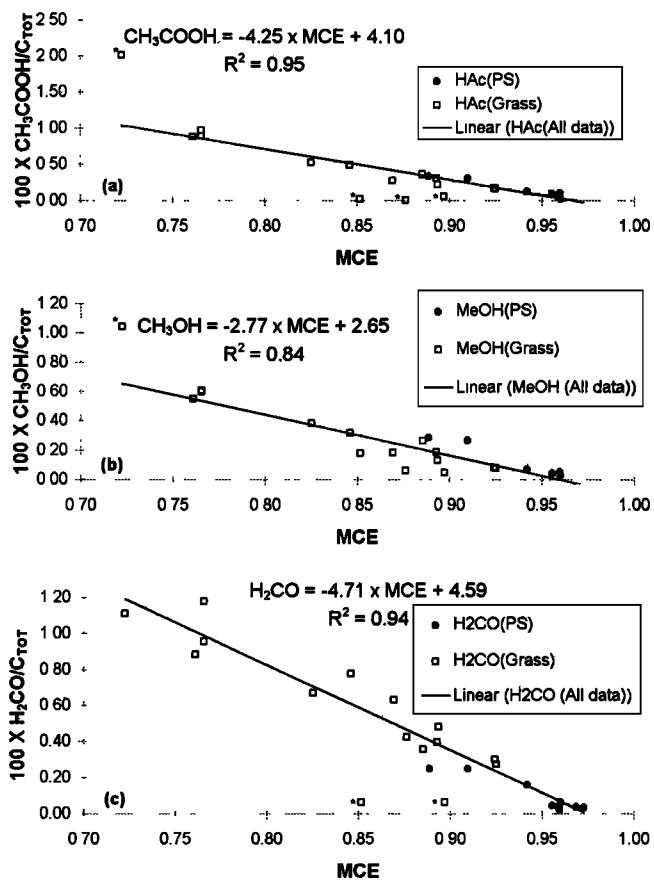 2.50
2 00
1.50
1 00
0 50
0 00
100 X CH₃COOH/C_TOT
*
CH₃COOH = -4.25 x MCE + 4.10
R² = 0.95
HAc(PS)
HAc(Grass)
Linear (HAc(All data))
(a)
* * *
0 70 0.75 0.80 0.85 0.90 0.95 1.00
MCE
1.20
1.00
0.80
0 60
0 40
0.20
0 00
100 X CH₃OH/C_TOT
*
CH₃OH = -2.77 x MCE + 2.65
R² = 0.84
MeOH(PS)
MeOH(Grass)
Linear (MeOH (All data))
(b)
0 70 0.75 0.80 0 85 0 90 0.95 1.00
MCE
1.20
1 00
0.80
0 60
0 40
0.20
0.00
100 X H₂CO/C_TOT
H₂CO = -4.71 x MCE + 4.59
R² = 0.94
H2CO(PS)
H2CO(Grass)
Linear (H2CO (All data))
(c)
* *
0 70 0 75 0 80 0 85 0 90 0 95 1.00
MCE